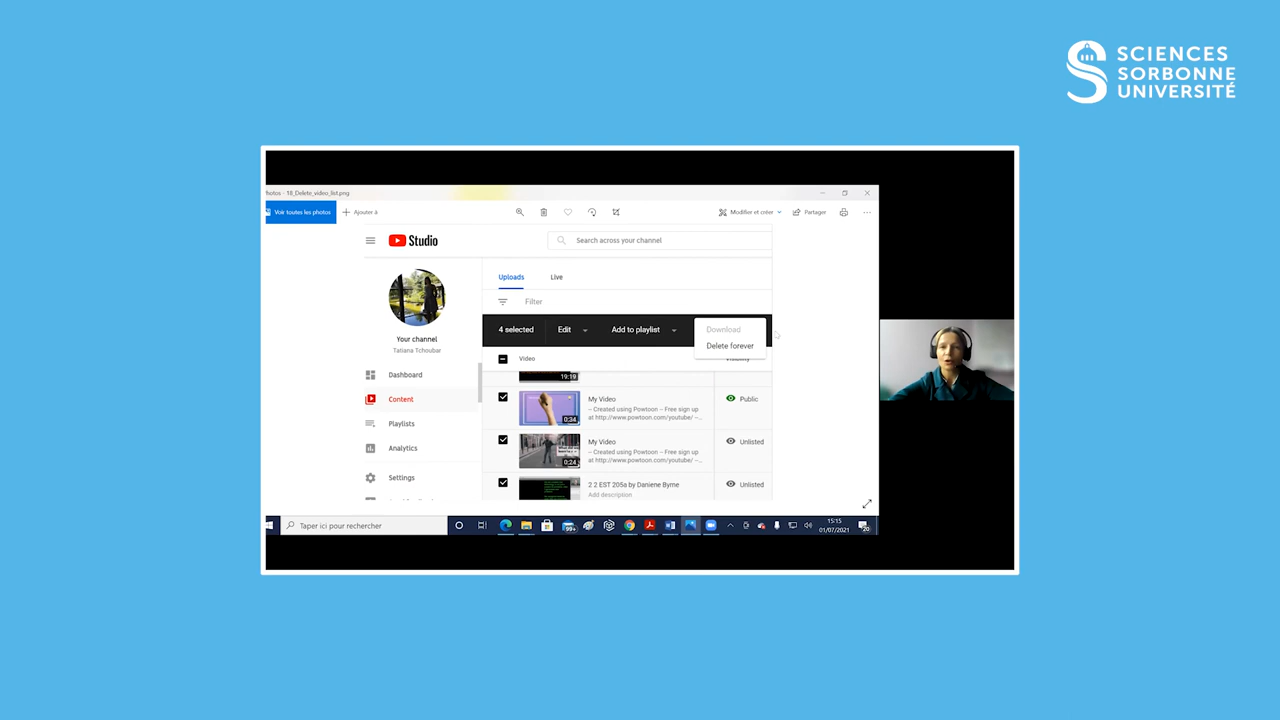 SCIENCES
SORBONNE
UNIVERSITÉ
Photos - 18_Delete_video_list.png
Voir toutes les photos
Ajouter à
Modifier et créer
Partager
Studio
Search across your channel
Uploads
Live
Filter
4 selected
Edit
Add to playlist
Download
Delete forever
Your channel
Tatiana Tchoubar
Video
Visibility
Dashboard
Content
Playlists
Analytics
Settings
19:19
My Video
-- Created using Powtoon -- Free sign up
at http://www.powtoon.com/youtube/ --...
0:34
Public
My Video
-- Created using Powtoon -- Free sign up
at http://www.powtoon.com/youtube/ --...
0:24
Unlisted
2 2 EST 205a by Daniene Byrne
Add description
Unlisted
Taper ici pour rechercher
99+
15:15
01/07/2021
20